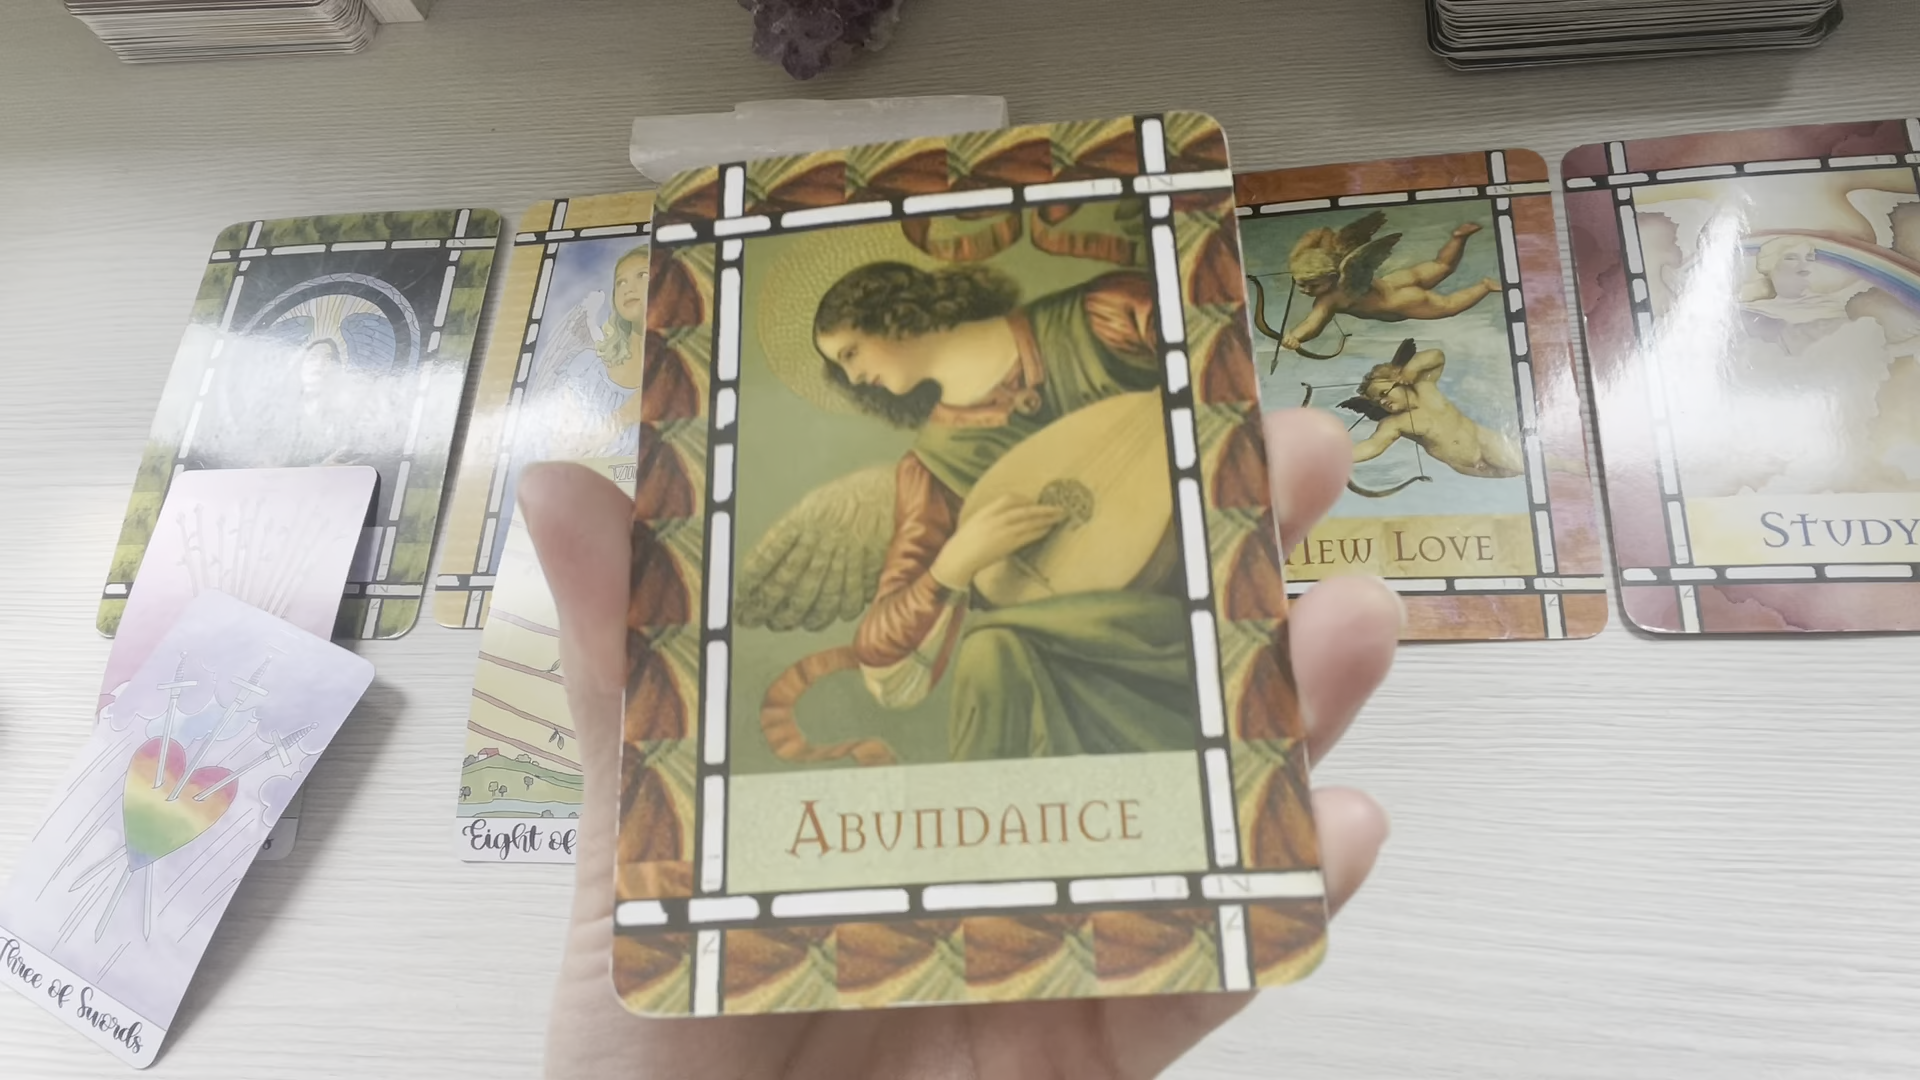 ABUNDANCE
NEW LOVE
STUDY
Eight of
Three of Swords